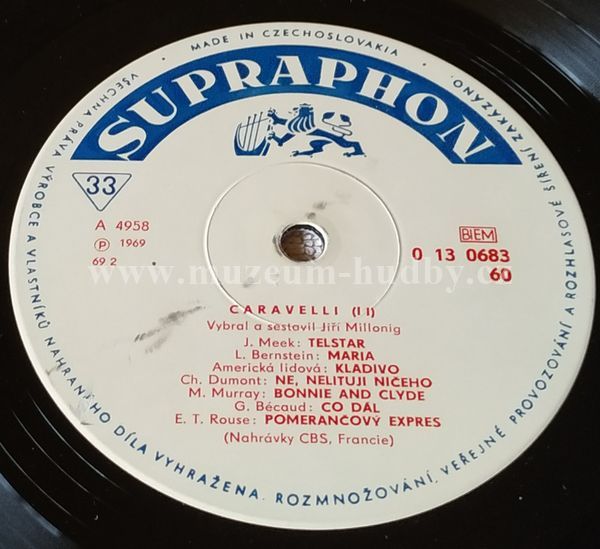 MADE IN CZECHOSLOVAKIA
SUPRAPHON
33
A 4958
Ⓟ 1969
69 2
BIEM
0 13 0683
60
www.muzeum-hudby.cz
CARAVELLI (II)
Vybral a sestavil Jiří Millonig
J. Meek: TELSTAR
L. Bernstein: MARIA
Americká lidová: KLADIVO
Ch. Dumont: NE, NELITUJI NIČEHO
M. Murray: BONNIE AND CLYDE
G. Bécaud: CO DÁL
E. T. Rouse: POMERANČOVÝ EXPRES
(Nahrávky CBS, Francie)
VŠECHNA PRÁVA VÝROBCE A VLASTNÍKŮ NAHRANÉHO DÍLA VYHRAŽENA. ROZMNOŽOVÁNÍ, VEŘEJNÉ PROVOZOVÁNÍ A ROZHLASOVÉ ŠÍŘENÍ ZAKÁZÁNO.